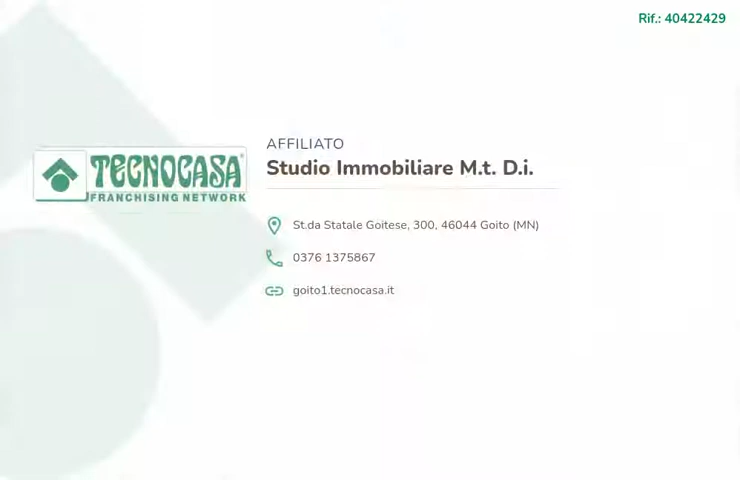 Rif.: 40422429
AFFILIATO
Studio Immobiliare M.t. D.i.
TECNOCASA®
FRANCHISING NETWORK
St.da Statale Goitese, 300, 46044 Goito (MN)
0376 1375867
goito1.tecnocasa.it